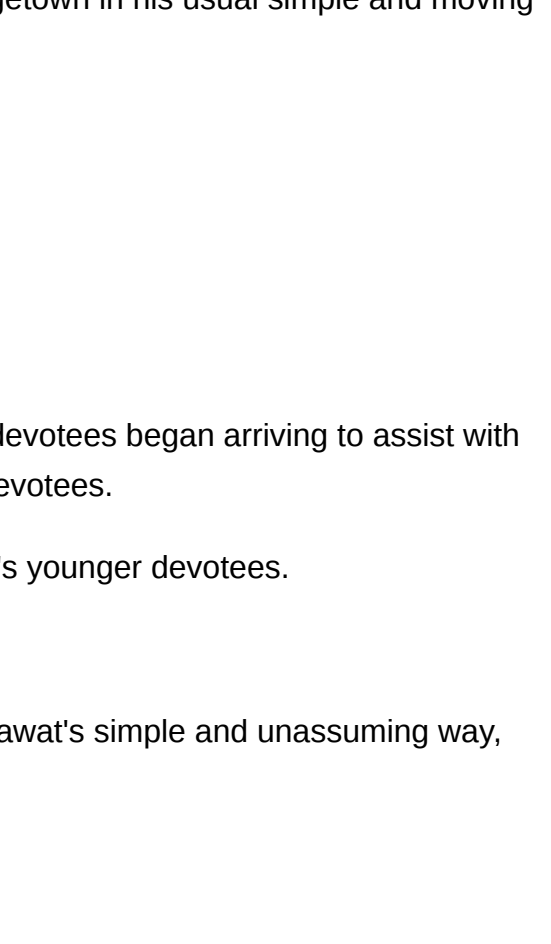 getown in his usual simple and moving
devotees began arriving to assist with
evotees.
's younger devotees.
awat's simple and unassuming way,